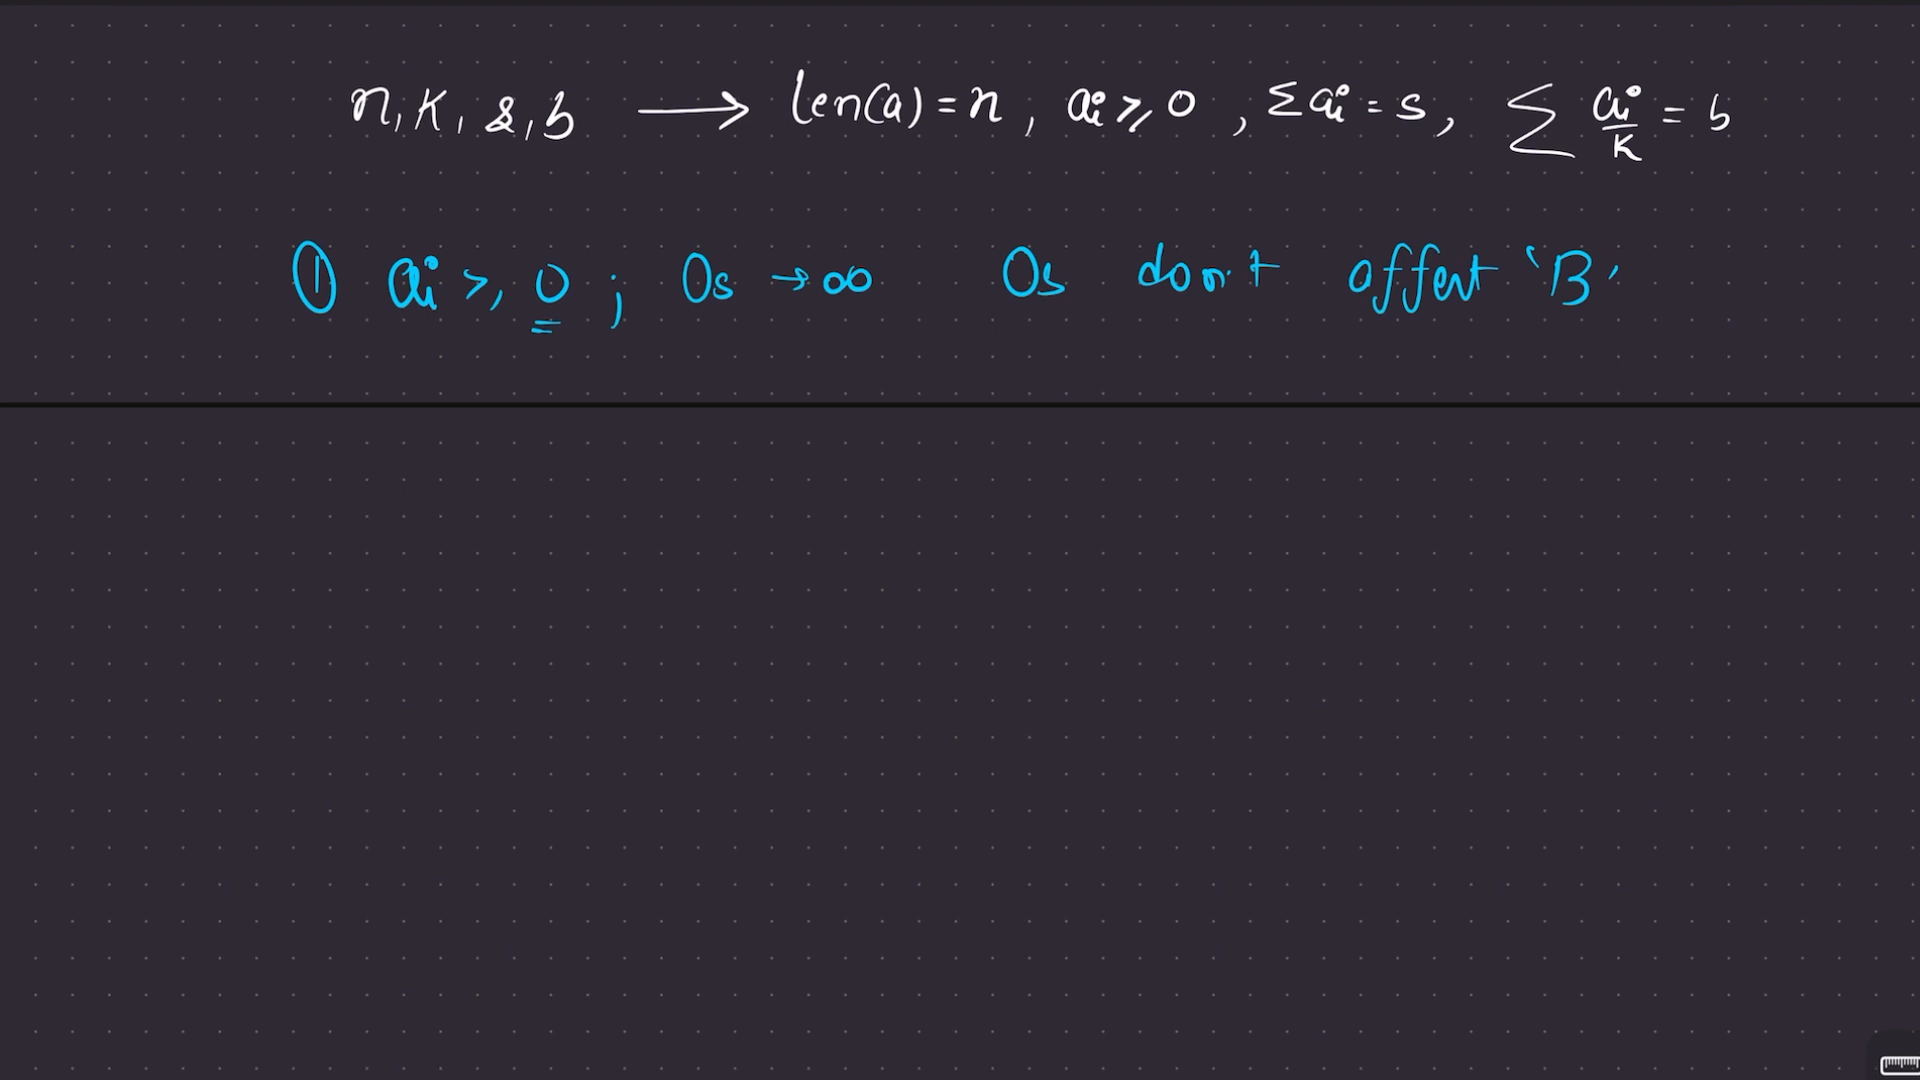 n, K, s, b ⟶ len(a) = n, ai ≥ 0, Σai = s, Σ ai/K = b
① ai ≥ 0 ; 0s → ∞ 0s don't affect 'B'